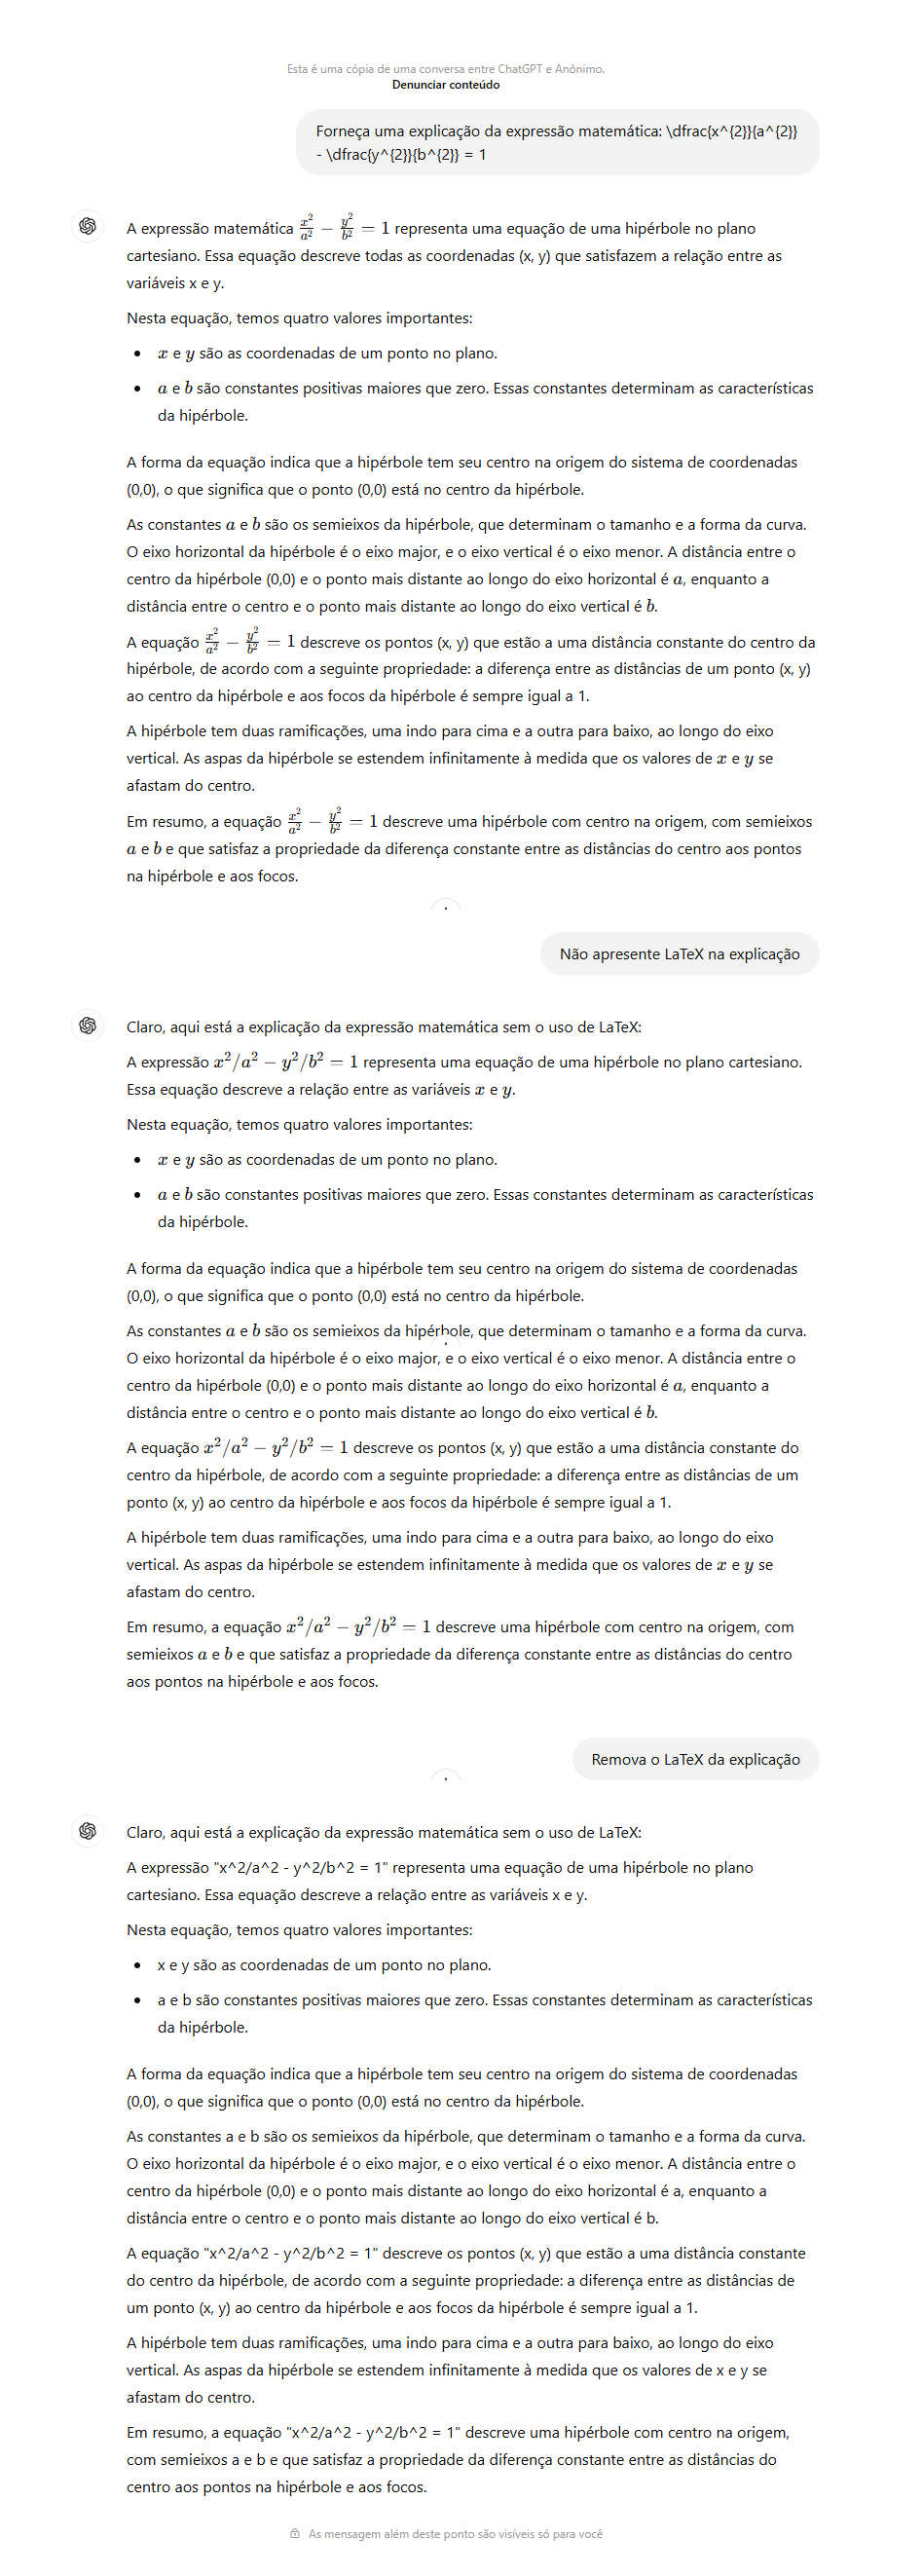 Esta é uma cópia de uma conversa entre ChatGPT e Anônimo.
Denunciar conteúdo
Forneça uma explicação da expressão matemática: \dfrac{x^{2}}{a^{2}}
- \dfrac{y^{2}}{b^{2}} = 1
A expressão matemática x²/a² − y²/b² = 1 representa uma equação de uma hipérbole no plano
cartesiano. Essa equação descreve todas as coordenadas (x, y) que satisfazem a relação entre as
variáveis x e y.
Nesta equação, temos quatro valores importantes:
• x e y são as coordenadas de um ponto no plano.
• a e b são constantes positivas maiores que zero. Essas constantes determinam as características
da hipérbole.
A forma da equação indica que a hipérbole tem seu centro na origem do sistema de coordenadas
(0,0), o que significa que o ponto (0,0) está no centro da hipérbole.
As constantes a e b são os semieixos da hipérbole, que determinam o tamanho e a forma da curva.
O eixo horizontal da hipérbole é o eixo major, e o eixo vertical é o eixo menor. A distância entre o
centro da hipérbole (0,0) e o ponto mais distante ao longo do eixo horizontal é a, enquanto a
distância entre o centro e o ponto mais distante ao longo do eixo vertical é b.
A equação x²/a² − y²/b² = 1 descreve os pontos (x, y) que estão a uma distância constante do centro da
hipérbole, de acordo com a seguinte propriedade: a diferença entre as distâncias de um ponto (x, y)
ao centro da hipérbole e aos focos da hipérbole é sempre igual a 1.
A hipérbole tem duas ramificações, uma indo para cima e a outra para baixo, ao longo do eixo
vertical. As aspas da hipérbole se estendem infinitamente à medida que os valores de x e y se
afastam do centro.
Em resumo, a equação x²/a² − y²/b² = 1 descreve uma hipérbole com centro na origem, com semieixos
a e b e que satisfaz a propriedade da diferença constante entre as distâncias do centro aos pontos
na hipérbole e aos focos.
Não apresente LaTeX na explicação
Claro, aqui está a explicação da expressão matemática sem o uso de LaTeX:
A expressão x²/a² − y²/b² = 1 representa uma equação de uma hipérbole no plano cartesiano.
Essa equação descreve a relação entre as variáveis x e y.
Nesta equação, temos quatro valores importantes:
• x e y são as coordenadas de um ponto no plano.
• a e b são constantes positivas maiores que zero. Essas constantes determinam as características
da hipérbole.
A forma da equação indica que a hipérbole tem seu centro na origem do sistema de coordenadas
(0,0), o que significa que o ponto (0,0) está no centro da hipérbole.
As constantes a e b são os semieixos da hipérbole, que determinam o tamanho e a forma da curva.
O eixo horizontal da hipérbole é o eixo major, e o eixo vertical é o eixo menor. A distância entre o
centro da hipérbole (0,0) e o ponto mais distante ao longo do eixo horizontal é a, enquanto a
distância entre o centro e o ponto mais distante ao longo do eixo vertical é b.
A equação x²/a² − y²/b² = 1 descreve os pontos (x, y) que estão a uma distância constante do
centro da hipérbole, de acordo com a seguinte propriedade: a diferença entre as distâncias de um
ponto (x, y) ao centro da hipérbole e aos focos da hipérbole é sempre igual a 1.
A hipérbole tem duas ramificações, uma indo para cima e a outra para baixo, ao longo do eixo
vertical. As aspas da hipérbole se estendem infinitamente à medida que os valores de x e y se
afastam do centro.
Em resumo, a equação x²/a² − y²/b² = 1 descreve uma hipérbole com centro na origem, com
semieixos a e b e que satisfaz a propriedade da diferença constante entre as distâncias do centro
aos pontos na hipérbole e aos focos.
Remova o LaTeX da explicação
Claro, aqui está a explicação da expressão matemática sem o uso de LaTeX:
A expressão "x^2/a^2 - y^2/b^2 = 1" representa uma equação de uma hipérbole no plano
cartesiano. Essa equação descreve a relação entre as variáveis x e y.
Nesta equação, temos quatro valores importantes:
• x e y são as coordenadas de um ponto no plano.
• a e b são constantes positivas maiores que zero. Essas constantes determinam as características
da hipérbole.
A forma da equação indica que a hipérbole tem seu centro na origem do sistema de coordenadas
(0,0), o que significa que o ponto (0,0) está no centro da hipérbole.
As constantes a e b são os semieixos da hipérbole, que determinam o tamanho e a forma da curva.
O eixo horizontal da hipérbole é o eixo major, e o eixo vertical é o eixo menor. A distância entre o
centro da hipérbole (0,0) e o ponto mais distante ao longo do eixo horizontal é a, enquanto a
distância entre o centro e o ponto mais distante ao longo do eixo vertical é b.
A equação "x^2/a^2 - y^2/b^2 = 1" descreve os pontos (x, y) que estão a uma distância constante
do centro da hipérbole, de acordo com a seguinte propriedade: a diferença entre as distâncias de
um ponto (x, y) ao centro da hipérbole e aos focos da hipérbole é sempre igual a 1.
A hipérbole tem duas ramificações, uma indo para cima e a outra para baixo, ao longo do eixo
vertical. As aspas da hipérbole se estendem infinitamente à medida que os valores de x e y se
afastam do centro.
Em resumo, a equação "x^2/a^2 - y^2/b^2 = 1" descreve uma hipérbole com centro na origem,
com semieixos a e b e que satisfaz a propriedade da diferença constante entre as distâncias do
centro aos pontos na hipérbole e aos focos.
As mensagem além deste ponto são visíveis só para você